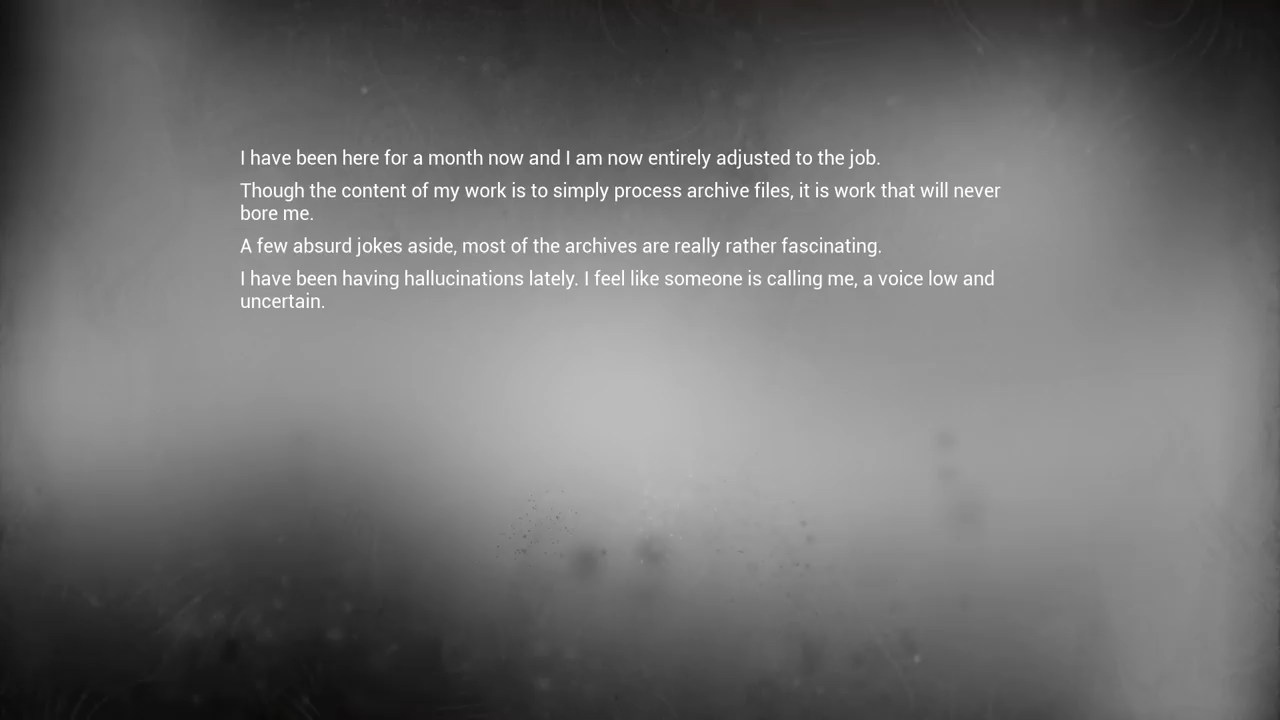 I have been here for a month now and I am now entirely adjusted to the job.
Though the content of my work is to simply process archive files, it is work that will never
bore me.
A few absurd jokes aside, most of the archives are really rather fascinating.
I have been having hallucinations lately. I feel like someone is calling me, a voice low and
uncertain.